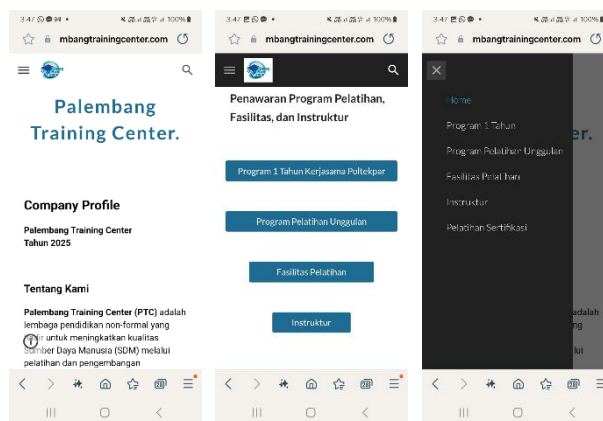 3:47
100%
mbangtrainingcenter.com
Palembang
Training Center.
Company Profile
Palembang Training Center
Tahun 2025
Tentang Kami
Palembang Training Center (PTC) adalah
lembaga pendidikan non-formal yang
untuk meningkatkan kualitas
Sumber Daya Manusia (SDM) melalui
pelatihan dan pengembangan
3:47
100%
mbangtrainingcenter.com
Penawaran Program Pelatihan,
Fasilitas, dan Instruktur
Program 1 Tahun Kerjasama Poltekpar
Program Pelatihan Unggulan
Fasilitas Pelatihan
Instruktur
3:47
100%
mbangtrainingcenter.com
Home
Program 1 Tahun
Program Pelatihan Unggulan
Fasilitas Pelatihan
Instruktur
Pelatihan Sertifikasi
er.
adalah
ng
lui